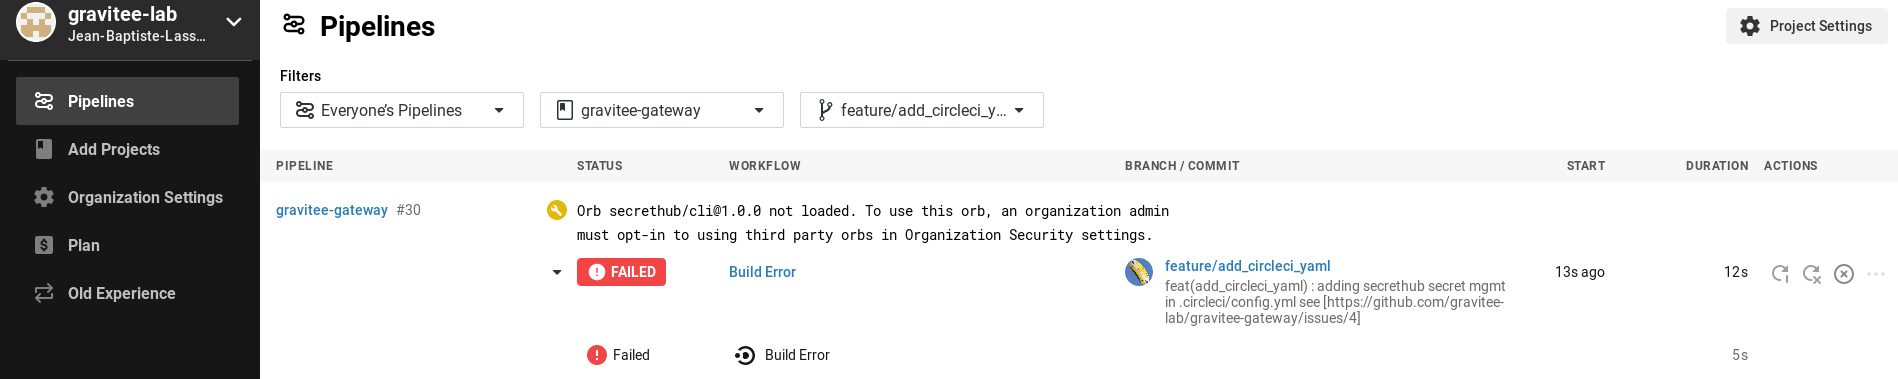 gravitee-lab
Jean-Baptiste-Lass...
Pipelines
Add Projects
Organization Settings
Plan
Old Experience
Pipelines
Project Settings
Filters
Everyone’s Pipelines
gravitee-gateway
feature/add_circleci_y...
PIPELINE STATUS WORKFLOW BRANCH / COMMIT START DURATION ACTIONS
gravitee-gateway #30
Orb secrethub/cli@1.0.0 not loaded. To use this orb, an organization admin
must opt-in to using third party orbs in Organization Security settings.
FAILED Build Error
feature/add_circleci_yaml
feat(add_circleci_yaml) : adding secrethub secret mgmt
in .circleci/config.yml see [https://github.com/gravitee-
lab/gravitee-gateway/issues/4]
13s ago 12s
Failed Build Error 5s